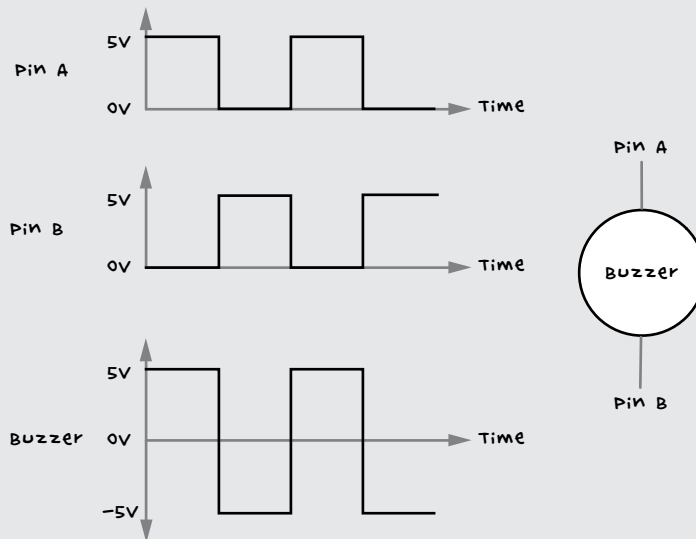 5V
Pin A
0V
Time
5V
Pin B
0V
Time
5V
Buzzer
0V
Time
-5V
Pin A
Buzzer
Pin B